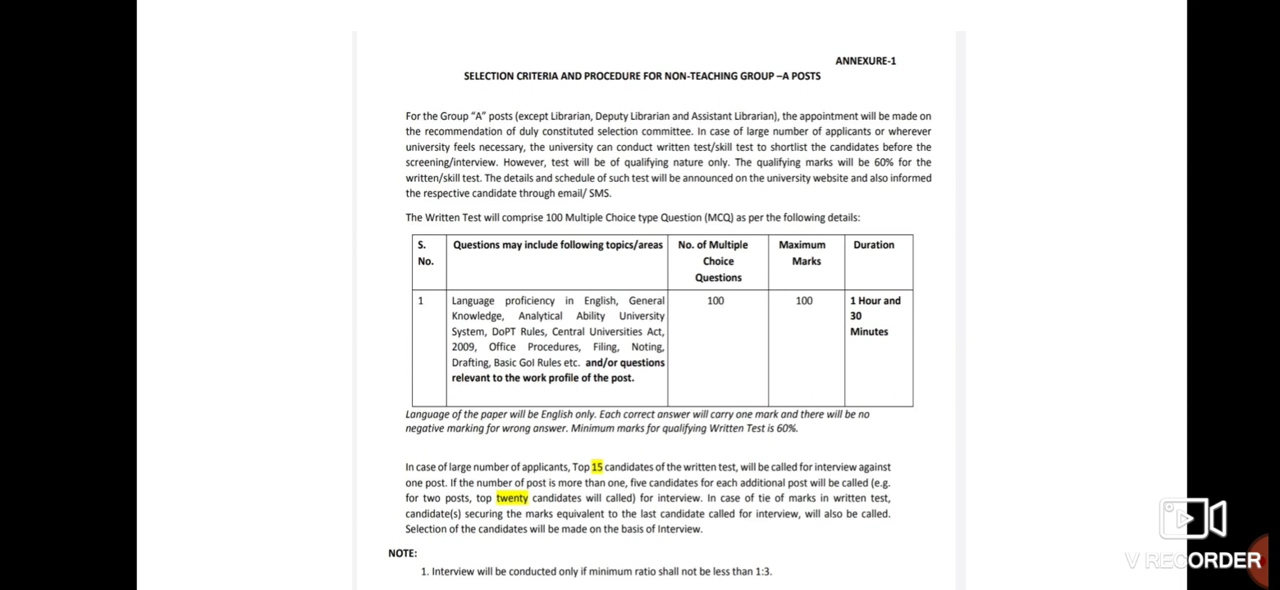 ANNEXURE-1
SELECTION CRITERIA AND PROCEDURE FOR NON-TEACHING GROUP –A POSTS
For the Group “A” posts (except Librarian, Deputy Librarian and Assistant Librarian), the appointment will be made on
the recommendation of duly constituted selection committee. In case of large number of applicants or wherever
university feels necessary, the university can conduct written test/skill test to shortlist the candidates before the
screening/interview. However, test will be of qualifying nature only. The qualifying marks will be 60% for the
written/skill test. The details and schedule of such test will be announced on the university website and also informed
the respective candidate through email/ SMS.
The Written Test will comprise 100 Multiple Choice type Question (MCQ) as per the following details:
S. No.
Questions may include following topics/areas
No. of Multiple
Choice
Questions
Maximum
Marks
Duration
1
Language proficiency in English, General
Knowledge, Analytical Ability University
System, DoPT Rules, Central Universities Act,
2009, Office Procedures, Filing, Noting,
Drafting, Basic GoI Rules etc. and/or questions
relevant to the work profile of the post.
100
100
1 Hour and
30
Minutes
Language of the paper will be English only. Each correct answer will carry one mark and there will be no
negative marking for wrong answer. Minimum marks for qualifying Written Test is 60%.
In case of large number of applicants, Top 15 candidates of the written test, will be called for interview against
one post. If the number of post is more than one, five candidates for each additional post will be called (e.g.
for two posts, top twenty candidates will called) for interview. In case of tie of marks in written test,
candidate(s) securing the marks equivalent to the last candidate called for interview, will also be called.
Selection of the candidates will be made on the basis of Interview.
NOTE:
1. Interview will be conducted only if minimum ratio shall not be less than 1:3.
V RECORDER